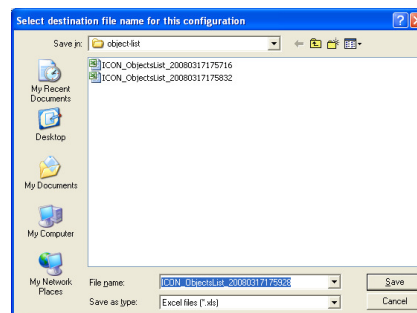 Select destination file name for this configuration
Save in: object-list
ICON_ObjectsList_20080317175716
ICON_ObjectsList_20080317175832
My Recent
Documents
Desktop
My Documents
My Computer
My Network
Places
File name: ICON_ObjectsList_20080317175928
Save
Save as type: Excel files (*.xls)
Cancel